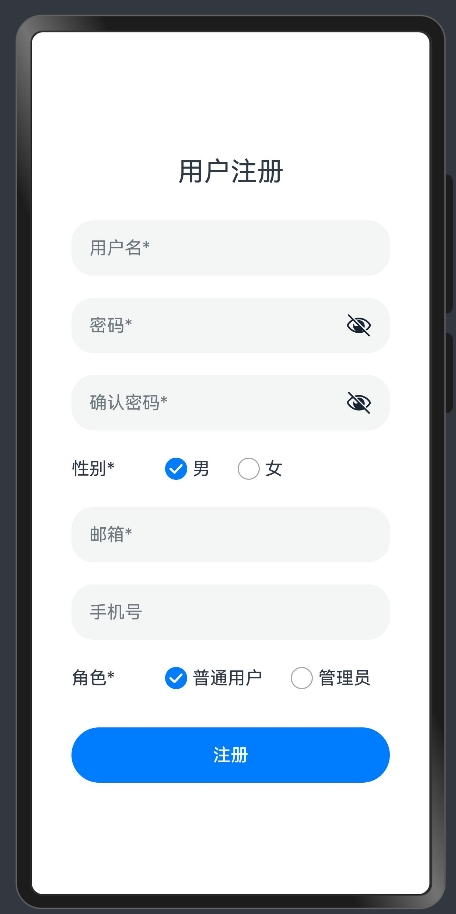 用户注册
用户名*
密码*
确认密码*
性别* 男 女
邮箱*
手机号
角色* 普通用户 管理员
注册